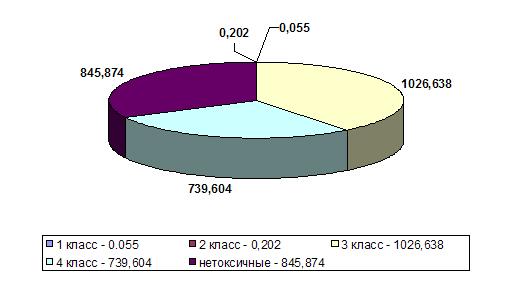 0,202
0,055
845,874
1026,638
739,604
1 класс - 0.055
2 класс - 0,202
3 класс - 1026,638
4 класс - 739,604
нетоксичные - 845,874